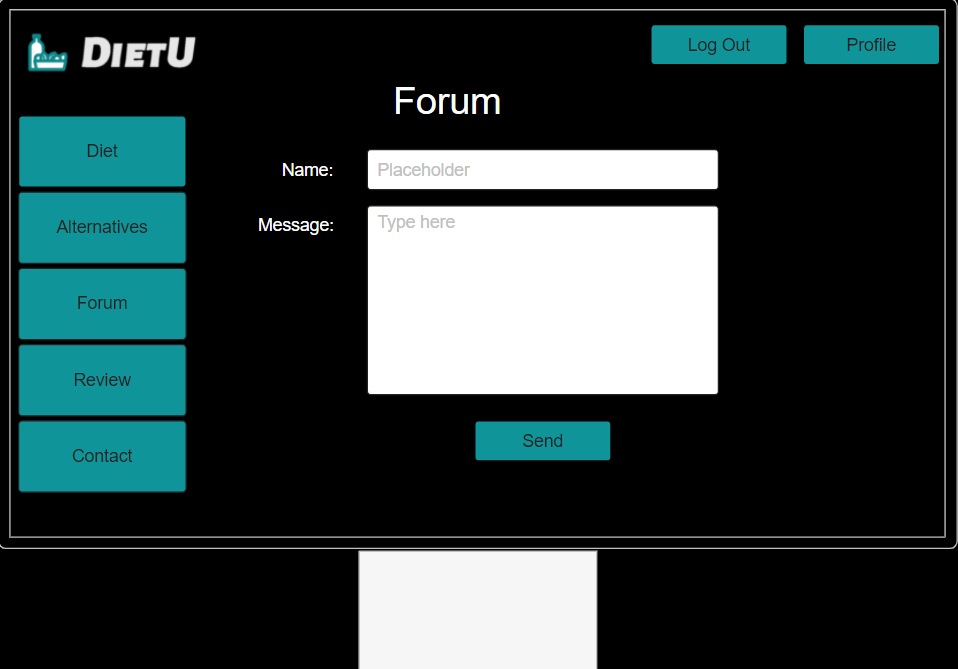 DIETU
Log Out
Profile
Forum
Diet
Alternatives
Forum
Review
Contact
Name:
Placeholder
Message:
Type here
Send